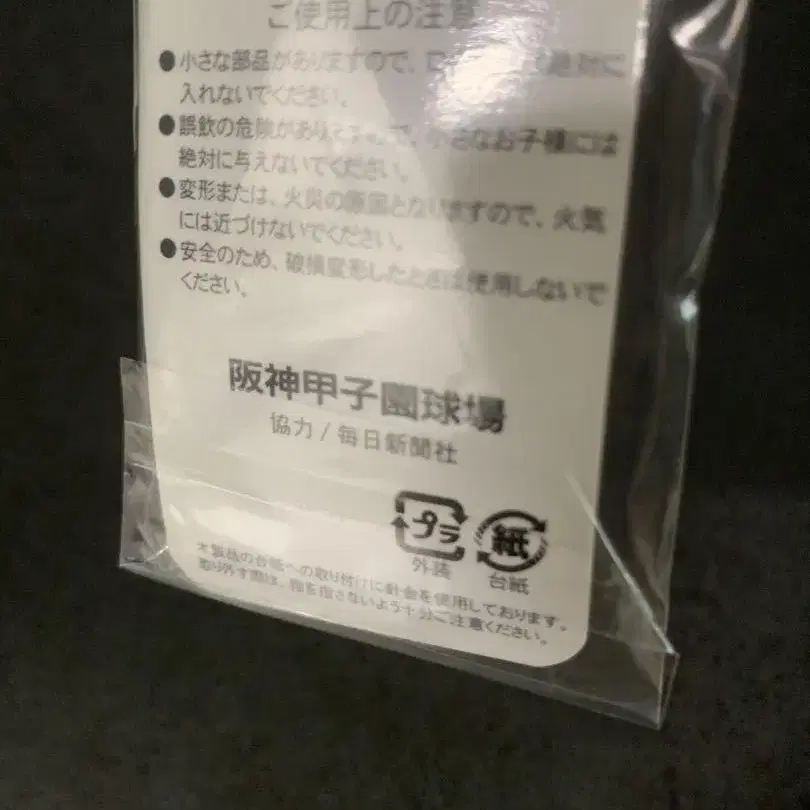 ご使用上の注意
●小さな部品がありますので、口 絶対に
入れないでください。
●誤飲の危険がありますので、小さなお子様には
絶対に与えないでください。
●変形または、火災の原因となりますので、火気
には近づけないでください。
●安全のため、破損変形したときは使用しないで
ください。
阪神甲子園球場
協力/毎日新聞社
プラ
外装
紙
台紙
本製品の台紙への取り付けに針金を使用しております。
取り外す際は、指を指さないよう十分ご注意ください。